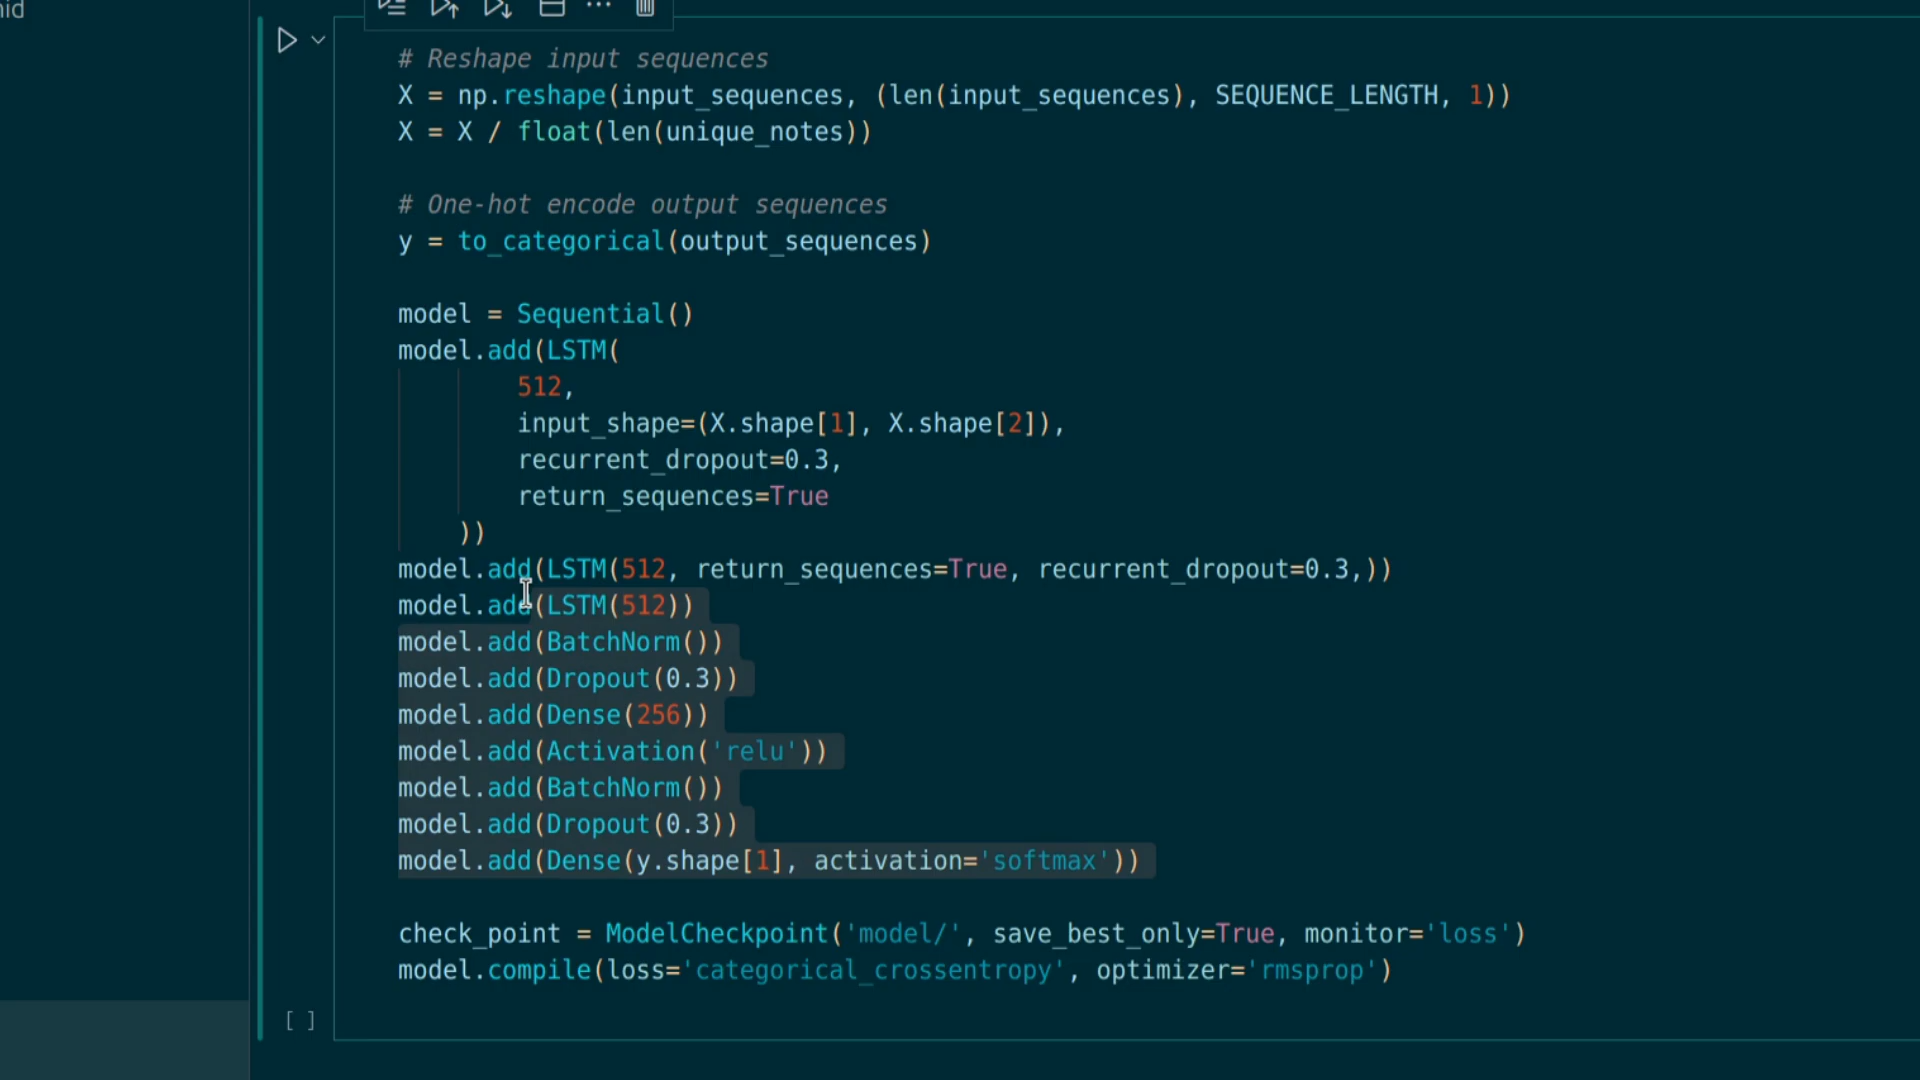 # Reshape input sequences
X = np.reshape(input_sequences, (len(input_sequences), SEQUENCE_LENGTH, 1))
X = X / float(len(unique_notes))
# One-hot encode output sequences
y = to_categorical(output_sequences)
model = Sequential()
model.add(LSTM(
512,
input_shape=(X.shape[1], X.shape[2]),
recurrent_dropout=0.3,
return_sequences=True
))
model.add(LSTM(512, return_sequences=True, recurrent_dropout=0.3,))
model.add(LSTM(512))
model.add(BatchNorm())
model.add(Dropout(0.3))
model.add(Dense(256))
model.add(Activation('relu'))
model.add(BatchNorm())
model.add(Dropout(0.3))
model.add(Dense(y.shape[1], activation='softmax'))
check_point = ModelCheckpoint('model/', save_best_only=True, monitor='loss')
model.compile(loss='categorical_crossentropy', optimizer='rmsprop')
[ ]